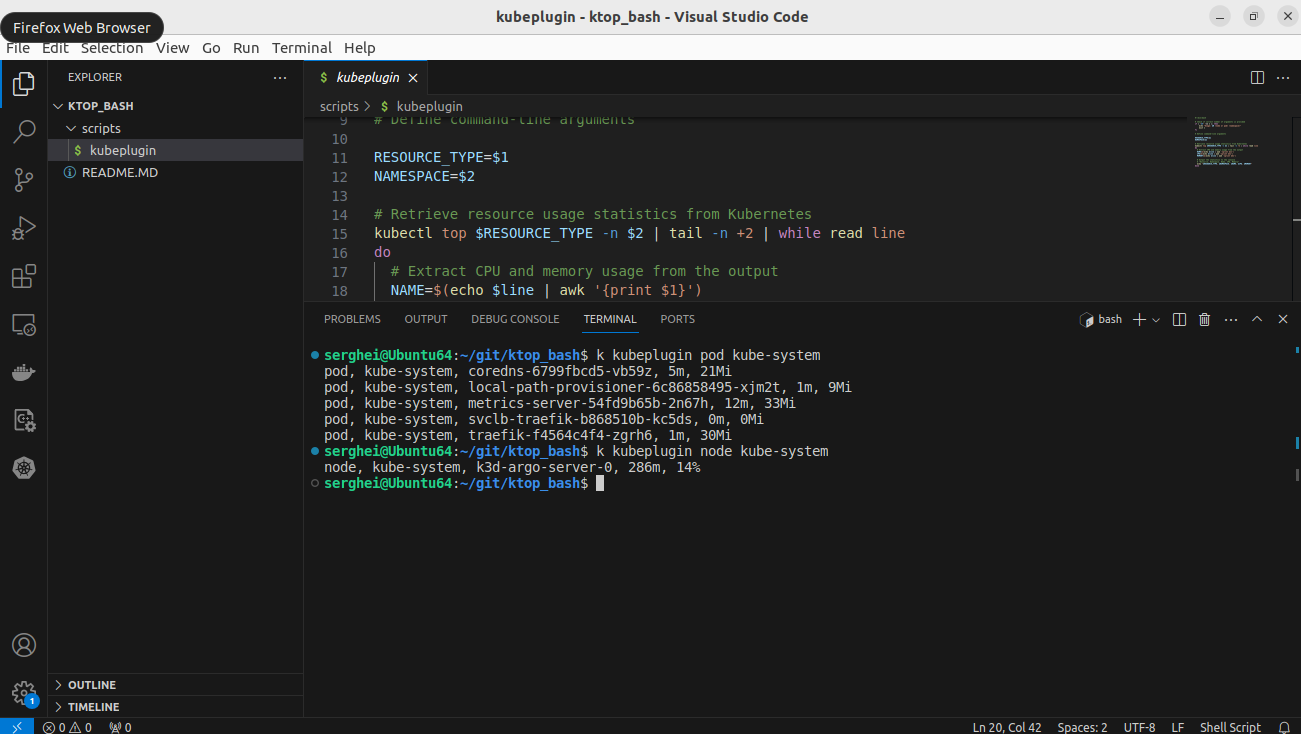 kubeplugin - ktop_bash - Visual Studio Code
Firefox Web Browser
File Edit Selection View Go Run Terminal Help
EXPLORER
KTOP_BASH
scripts
$ kubeplugin
README.MD
$ kubeplugin
scripts > $ kubeplugin
9 # Define command-line arguments
10
11 RESOURCE_TYPE=$1
12 NAMESPACE=$2
13
14 # Retrieve resource usage statistics from Kubernetes
15 kubectl top $RESOURCE_TYPE -n $2 | tail -n +2 | while read line
16 do
17 # Extract CPU and memory usage from the output
18 NAME=$(echo $line | awk '{print $1}')
PROBLEMS OUTPUT DEBUG CONSOLE TERMINAL PORTS
bash
serghei@Ubuntu64:~/git/ktop_bash$ k kubeplugin pod kube-system
pod, kube-system, coredns-6799fbcd5-vb59z, 5m, 21Mi
pod, kube-system, local-path-provisioner-6c86858495-xjm2t, 1m, 9Mi
pod, kube-system, metrics-server-54fd9b65b-2n67h, 12m, 33Mi
pod, kube-system, svclb-traefik-b868510b-kc5ds, 0m, 0Mi
pod, kube-system, traefik-f4564c4f4-zgrh6, 1m, 30Mi
serghei@Ubuntu64:~/git/ktop_bash$ k kubeplugin node kube-system
node, kube-system, k3d-argo-server-0, 286m, 14%
serghei@Ubuntu64:~/git/ktop_bash$
OUTLINE
TIMELINE
1
0 0 0
Ln 20, Col 42 Spaces: 2 UTF-8 LF Shell Script